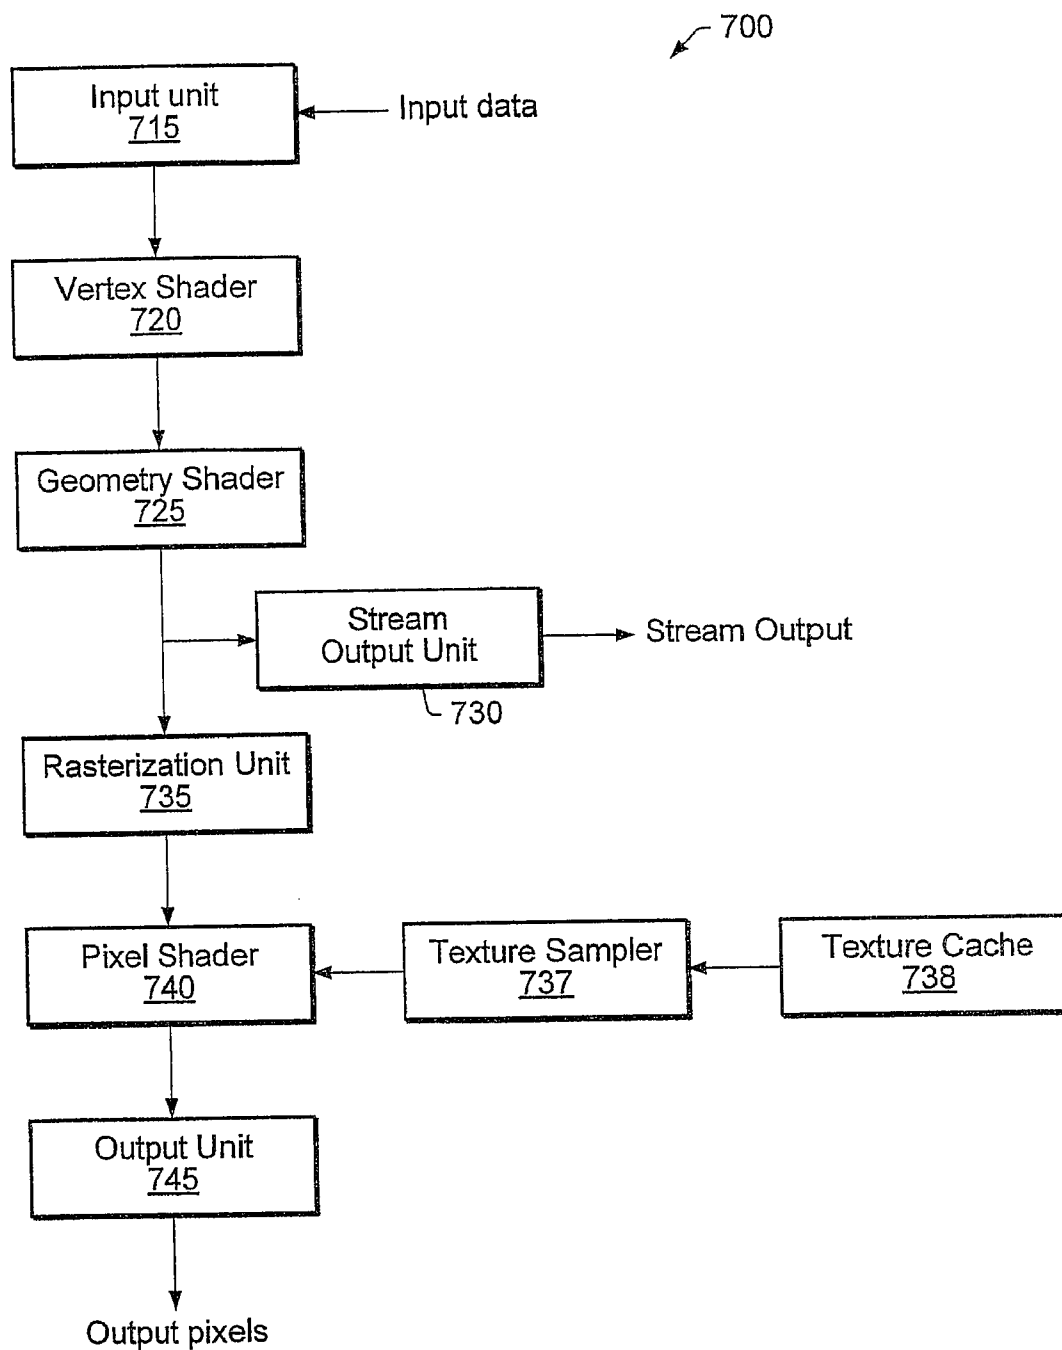 700
Input unit
715
Input data
Vertex Shader
720
Geometry Shader
725
Stream
Output Unit
730
Stream Output
Rasterization Unit
735
Pixel Shader
740
Texture Sampler
737
Texture Cache
738
Output Unit
745
Output pixels